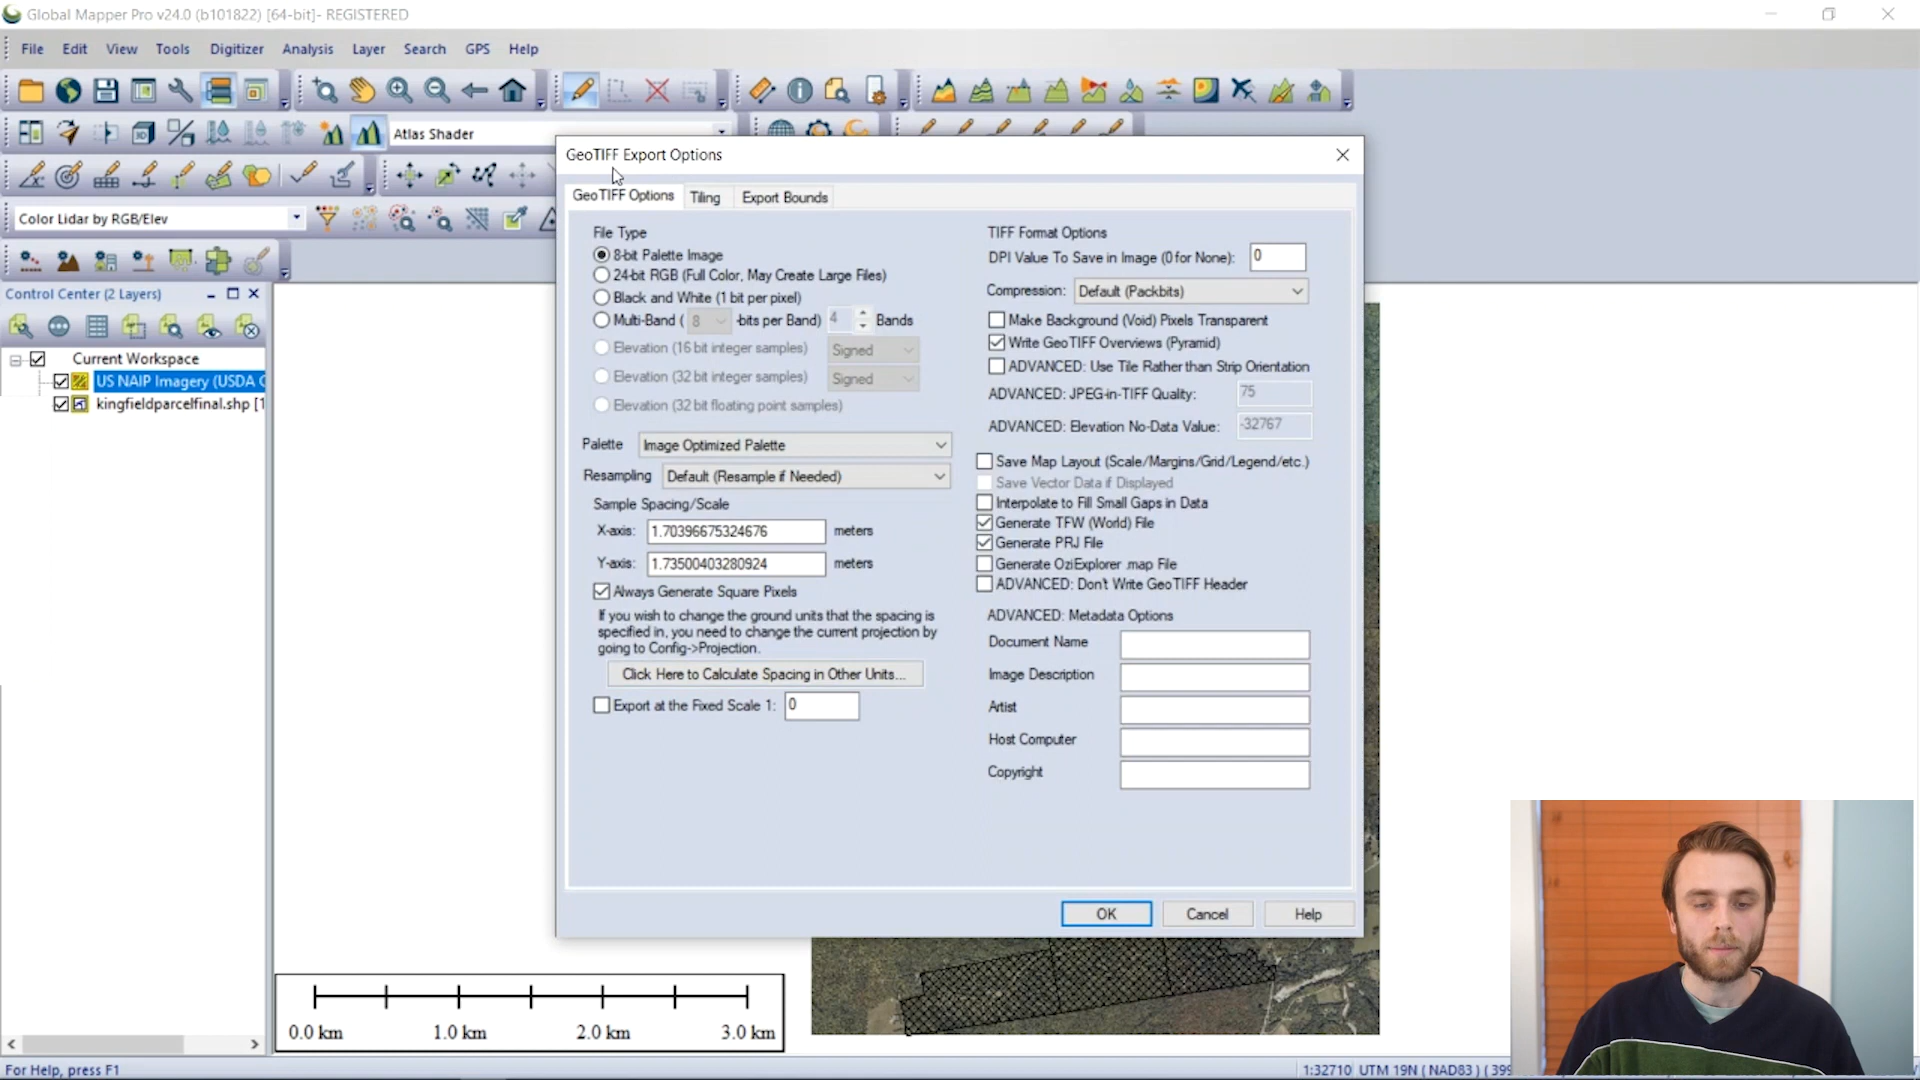 Global Mapper Pro v24.0 (b101822) [64-bit]- REGISTERED
File Edit View Tools Digitizer Analysis Layer Search GPS Help
Atlas Shader
Color Lidar by RGB/Elev
Control Center (2 Layers)
Current Workspace
US NAIP Imagery (USDA
kingfieldparcelfinal.shp [1
GeoTIFF Export Options
GeoTIFF Options Tiling Export Bounds
File Type
8-bit Palette Image
24-bit RGB (Full Color, May Create Large Files)
Black and White (1 bit per pixel)
Multi-Band ( 8 -bits per Band) 4 Bands
Elevation (16 bit integer samples) Signed
Elevation (32 bit integer samples) Signed
Elevation (32 bit floating point samples)
Palette Image Optimized Palette
Resampling Default (Resample if Needed)
Sample Spacing/Scale
X-axis: 1.70396675324676 meters
Y-axis: 1.73500403280924 meters
Always Generate Square Pixels
If you wish to change the ground units that the spacing is
specified in, you need to change the current projection by
going to Config->Projection.
Click Here to Calculate Spacing in Other Units...
Export at the Fixed Scale 1: 0
TIFF Format Options
DPI Value To Save in Image (0 for None): 0
Compression: Default (Packbits)
Make Background (Void) Pixels Transparent
Write GeoTIFF Overviews (Pyramid)
ADVANCED: Use Tile Rather than Strip Orientation
ADVANCED: JPEG-in-TIFF Quality: 75
ADVANCED: Elevation No-Data Value: -32767
Save Map Layout (Scale/Margins/Grid/Legend/etc.)
Save Vector Data if Displayed
Interpolate to Fill Small Gaps in Data
Generate TFW (World) File
Generate PRJ File
Generate OziExplorer .map File
ADVANCED: Don't Write GeoTIFF Header
ADVANCED: Metadata Options
Document Name
Image Description
Artist
Host Computer
Copyright
OK Cancel Help
0.0 km 1.0 km 2.0 km 3.0 km
For Help, press F1
1:32710 UTM 19N ( NAD83 ) ( 399